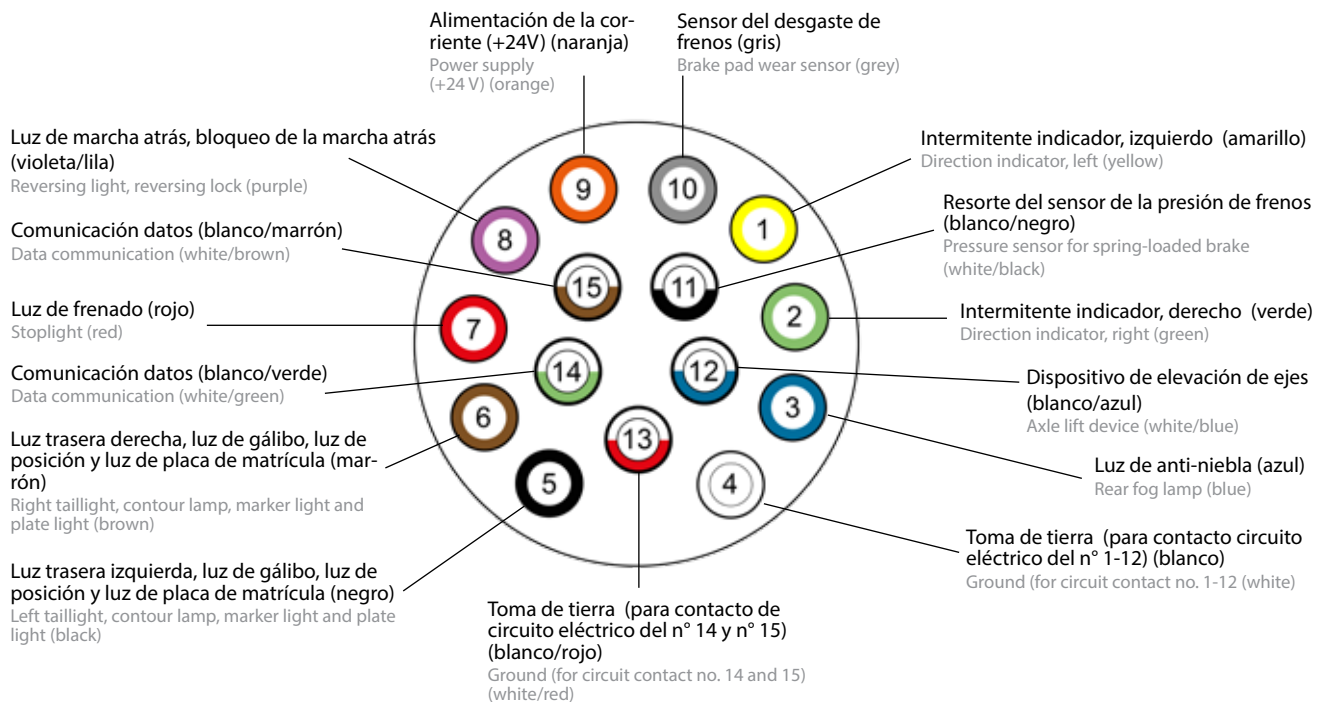 Alimentación de la cor-
riente (+24V) (naranja)
Power supply
(+24 V) (orange)
Sensor del desgaste de
frenos (gris)
Brake pad wear sensor (grey)
Luz de marcha atrás, bloqueo de la marcha atrás
(violeta/lila)
Reversing light, reversing lock (purple)
Intermitente indicador, izquierdo (amarillo)
Direction indicator, left (yellow)
Comunicación datos (blanco/marrón)
Data communication (white/brown)
Resorte del sensor de la presión de frenos
(blanco/negro)
Pressure sensor for spring-loaded brake
(white/black)
Luz de frenado (rojo)
Stoplight (red)
Intermitente indicador, derecho (verde)
Direction indicator, right (green)
Comunicación datos (blanco/verde)
Data communication (white/green)
Dispositivo de elevación de ejes
(blanco/azul)
Axle lift device (white/blue)
Luz trasera derecha, luz de gálibo, luz de
posición y luz de placa de matrícula (mar-
rón)
Right taillight, contour lamp, marker light and
plate light (brown)
Luz de anti-niebla (azul)
Rear fog lamp (blue)
Luz trasera izquierda, luz de gálibo, luz de
posición y luz de placa de matrícula (negro)
Left taillight, contour lamp, marker light and plate
light (black)
Toma de tierra (para contacto circuito
eléctrico del n° 1-12) (blanco)
Ground (for circuit contact no. 1-12 (white)
Toma de tierra (para contacto de
circuito eléctrico del n° 14 y n° 15)
(blanco/rojo)
Ground (for circuit contact no. 14 and 15)
(white/red)
9
10
8
1
15
11
7
2
14
12
6
3
13
5
4